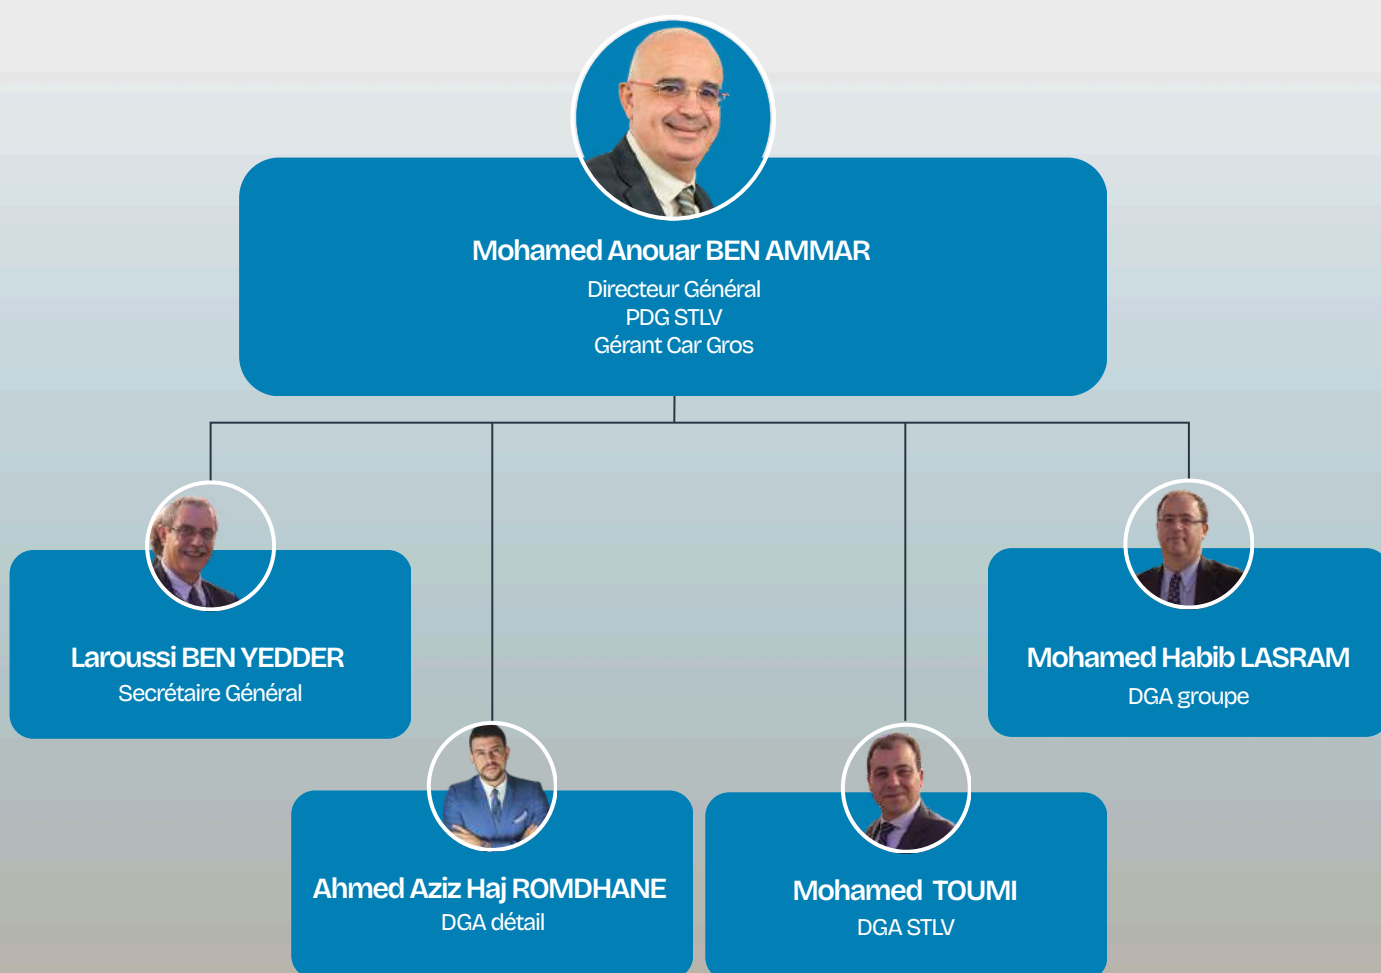 Mohamed Anouar BEN AMMAR
Directeur Général
PDG STLV
Gérant Car Gros
Laroussi BEN YEDDER
Secrétaire Général
Mohamed Habib LASRAM
DGA groupe
Ahmed Aziz Haj ROMDHANE
DGA détail
Mohamed TOUMI
DGA STLV